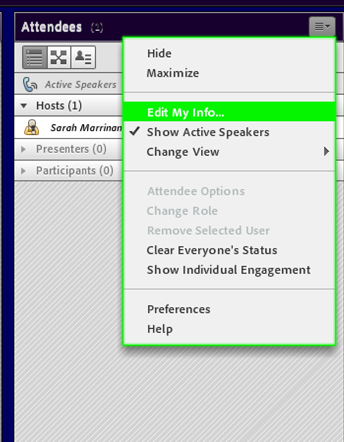 Attendees (1)
Hide
Maximize
Active Speakers
Edit My Info...
Hosts (1)
Show Active Speakers
Sarah Marrinan
Change View
Presenters (0)
Participants (0)
Attendee Options
Change Role
Remove Selected User
Clear Everyone's Status
Show Individual Engagement
Preferences
Help